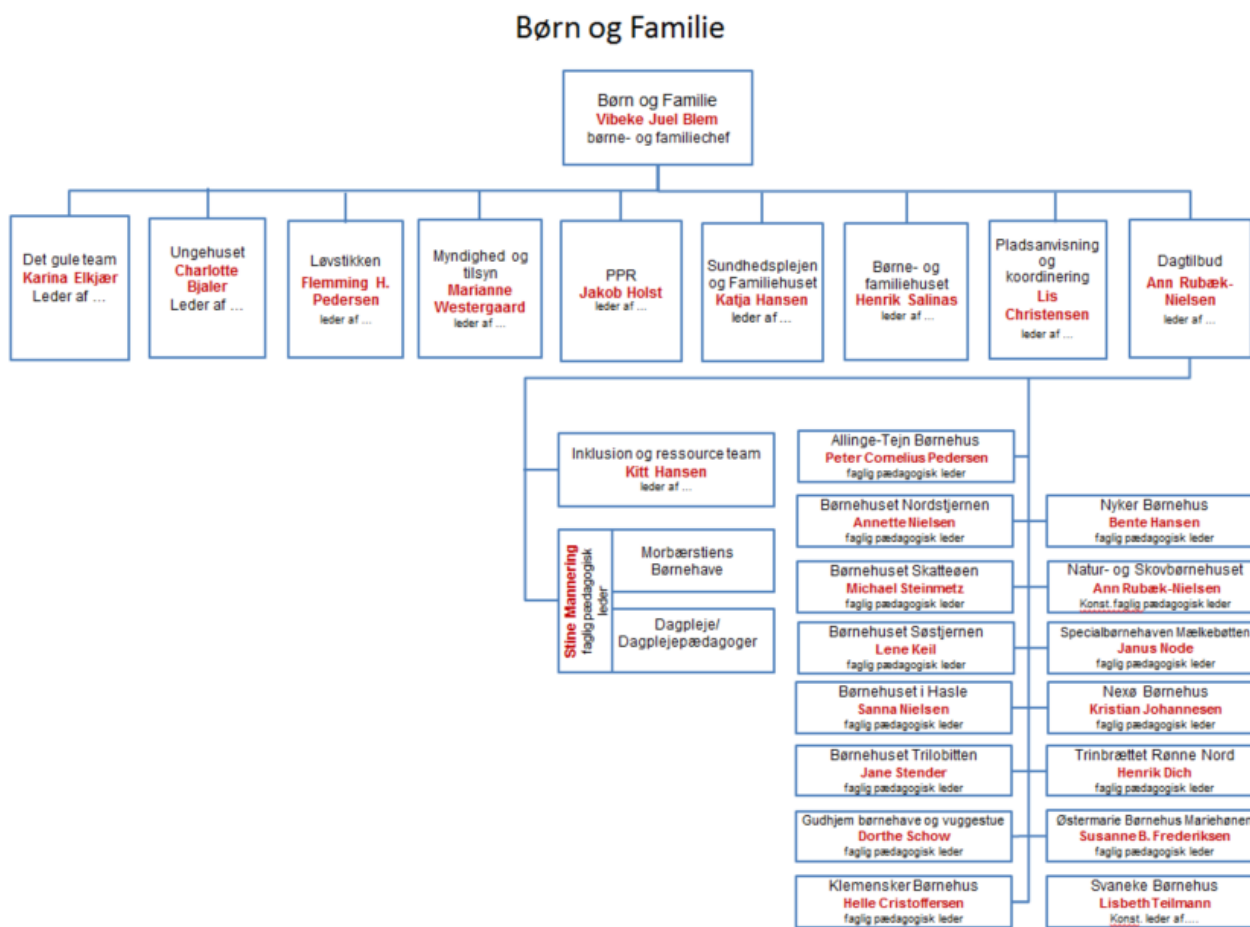 Børn og Familie
Børn og Familie
Vibeke Juel Blem
børne- og familiechef
Det gule team
Karina Elkjær
Leder af ...
Ungehuset
Charlotte
Bjaler
Leder af ...
Løvstikken
Flemming H.
Pedersen
leder af ...
Myndighed og
tilsyn
Marianne
Westergaard
leder af ...
PPR
Jakob Holst
leder af ...
Sundhedsplejen
og Familiehuset
Katja Hansen
leder af ...
Børne- og
familiehuset
Henrik Salinas
leder af ...
Pladsanvisning
og
koordinering
Lis
Christensen
leder af ...
Dagtilbud
Ann Rubæk-
Nielsen
leder af ...
Inklusion og ressource team
Kitt Hansen
leder af ...
Stine Mannering
faglig pædagogisk
leder
Morbærstiens
Børnehave
Dagpleje/
Dagplejepædagoger
Allinge-Tejn Børnehus
Peter Cornelius Pedersen
faglig pædagogisk leder
Børnehuset Nordstjernen
Annette Nielsen
faglig pædagogisk leder
Nyker Børnehus
Bente Hansen
faglig pædagogisk leder
Børnehuset Skatteøen
Michael Steinmetz
faglig pædagogisk leder
Natur- og Skovbørnehuset
Ann Rubæk-Nielsen
Konst. faglig pædagogisk leder
Børnehuset Søstjernen
Lene Keil
faglig pædagogisk leder
Specialbørnehaven Mælkebøtten
Janus Node
faglig pædagogisk leder
Børnehuset i Hasle
Sanna Nielsen
faglig pædagogisk leder
Nexø Børnehus
Kristian Johannesen
faglig pædagogisk leder
Børnehuset Trilobitten
Jane Stender
faglig pædagogisk leder
Trinbrættet Rønne Nord
Henrik Dich
faglig pædagogisk leder
Gudhjem børnehave og vuggestue
Dorthe Schow
faglig pædagogisk leder
Østermarie Børnehus Mariehønen
Susanne B. Frederiksen
faglig pædagogisk leder
Klemensker Børnehus
Helle Cristoffersen
faglig pædagogisk leder
Svaneke Børnehus
Lisbeth Teilmann
Konst. leder af....